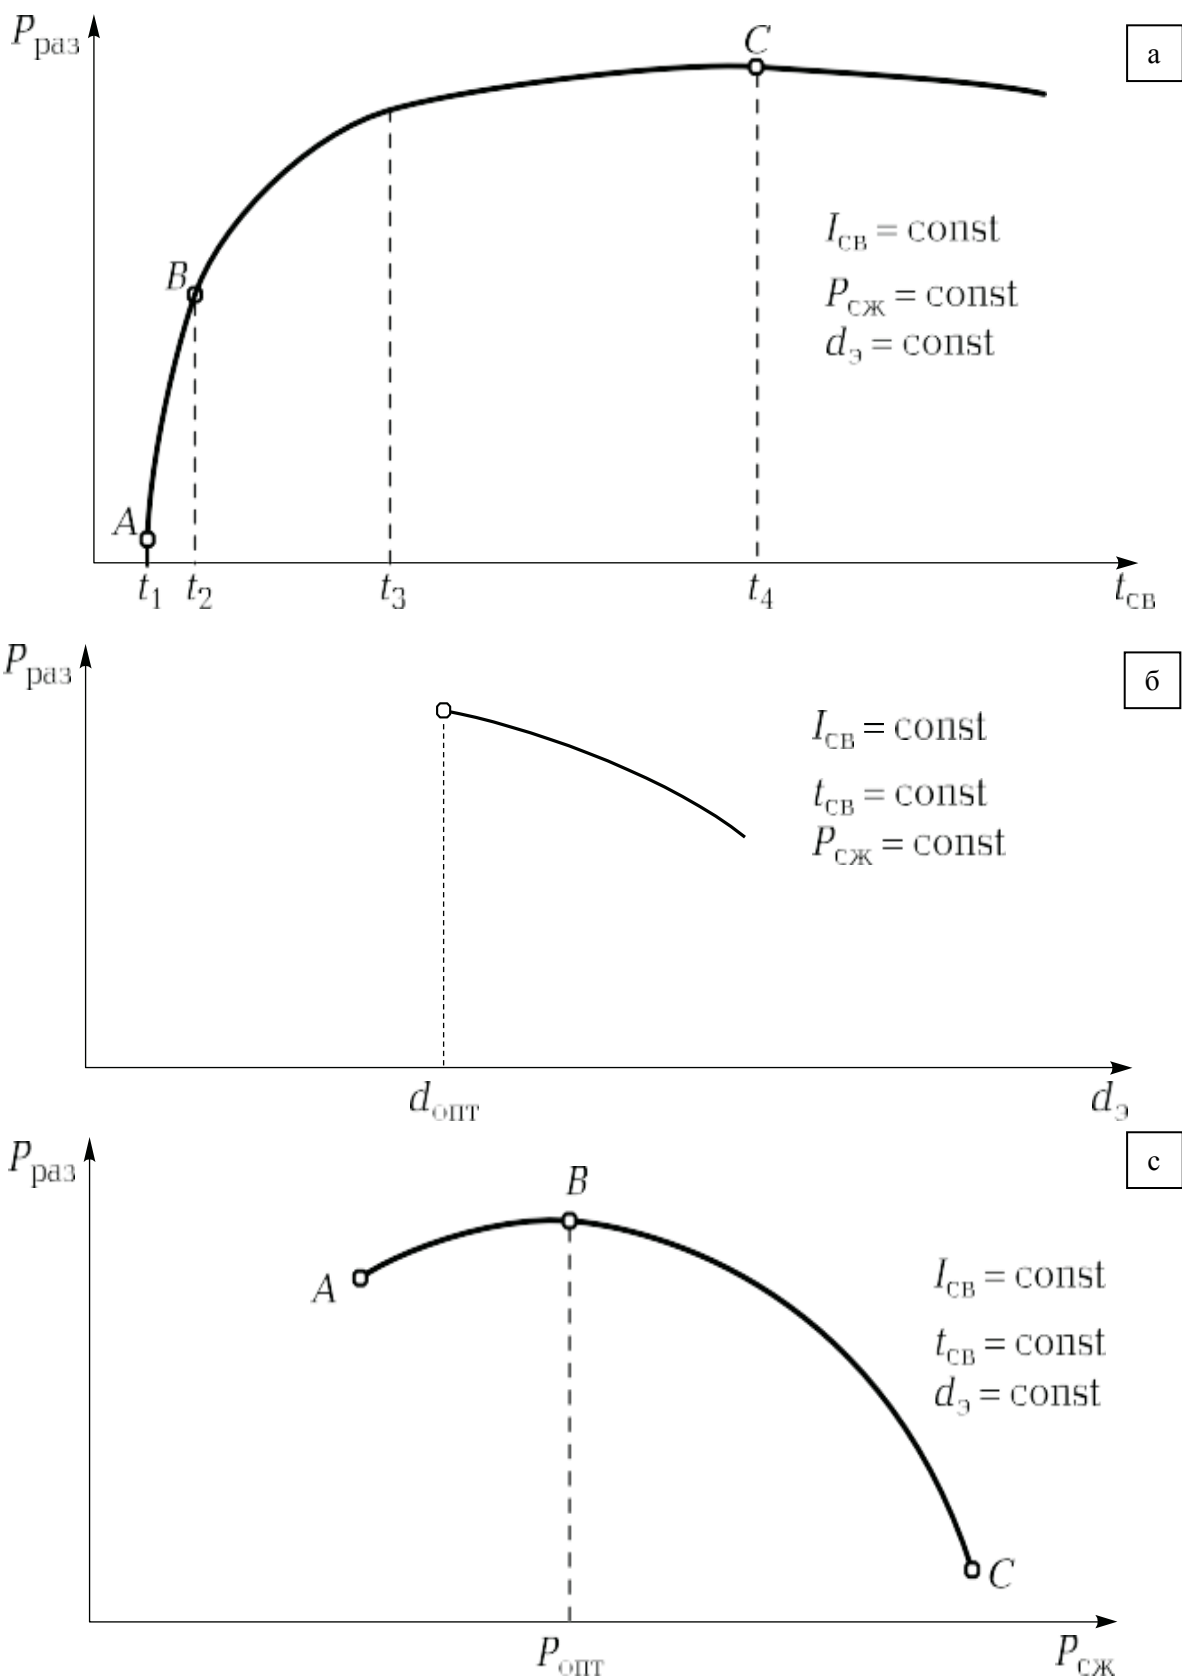 P раз
C
а
I св = const
B
P сж = const
d э = const
A
t 1 t 2 t 3 t 4 t св
P раз
б
I св = const
t св = const
P сж = const
d опт d э
P раз
с
B
I св = const
A
t св = const
d э = const
C
P опт P сж